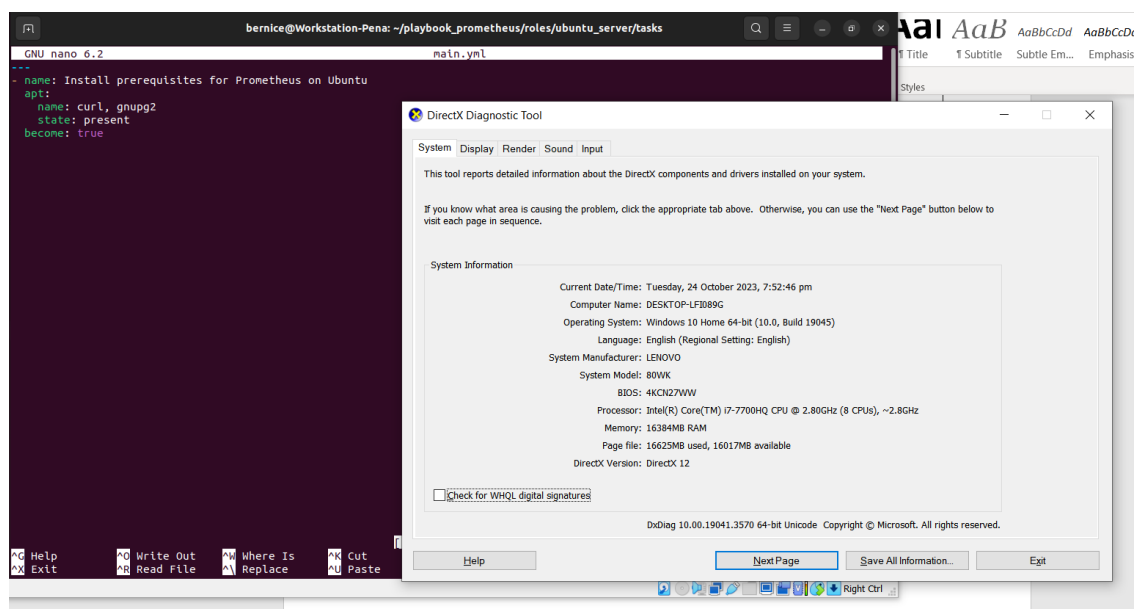 bernice@Workstation-Pena: ~/playbook_prometheus/roles/ubuntu_server/tasks
GNU nano 6.2 main.yml
---
- name: Install prerequisites for Prometheus on Ubuntu
apt:
name: curl, gnupg2
state: present
become: true
^G Help ^O Write Out ^W Where Is ^K Cut
^X Exit ^R Read File ^\ Replace ^U Paste
AaB AaBbCcDd
¶ Title ¶ Subtitle Subtle Em... Emphasis
Styles
DirectX Diagnostic Tool
System Display Render Sound Input
This tool reports detailed information about the DirectX components and drivers installed on your system.
If you know what area is causing the problem, click the appropriate tab above. Otherwise, you can use the "Next Page" button below to
visit each page in sequence.
System Information
Current Date/Time: Tuesday, 24 October 2023, 7:52:46 pm
Computer Name: DESKTOP-LFI089G
Operating System: Windows 10 Home 64-bit (10.0, Build 19045)
Language: English (Regional Setting: English)
System Manufacturer: LENOVO
System Model: 80WK
BIOS: 4KCN27WW
Processor: Intel(R) Core(TM) i7-7700HQ CPU @ 2.80GHz (8 CPUs), ~2.8GHz
Memory: 16384MB RAM
Page file: 16625MB used, 16017MB available
DirectX Version: DirectX 12
Check for WHQL digital signatures
DxDiag 10.00.19041.3570 64-bit Unicode Copyright © Microsoft. All rights reserved.
Help Next Page Save All Information... Exit
Right Ctrl